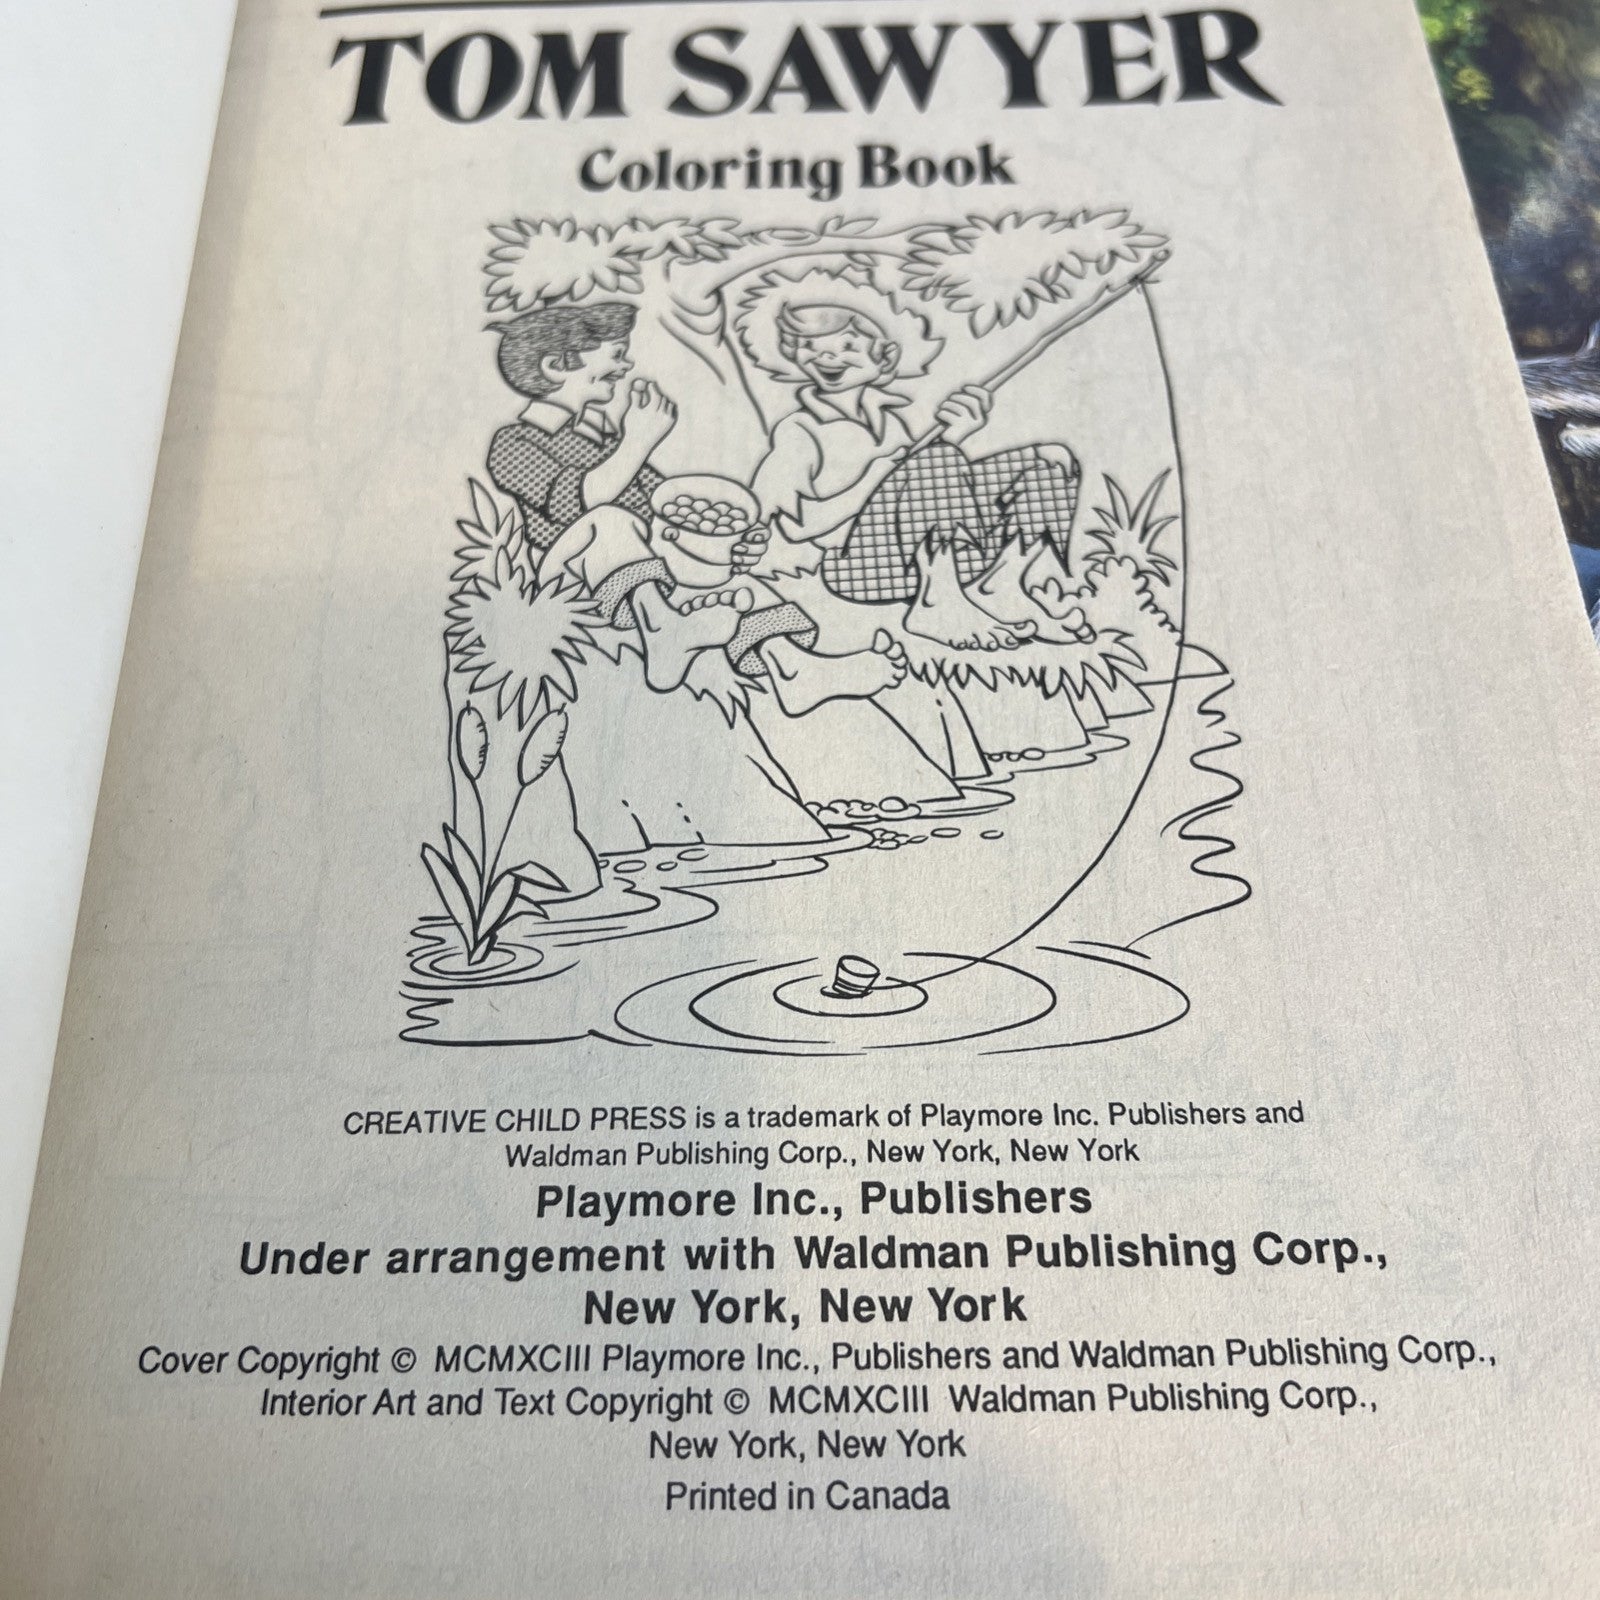 TOM SAWYER
Coloring Book
CREATIVE CHILD PRESS is a trademark of Playmore Inc. Publishers and
Waldman Publishing Corp., New York, New York
Playmore Inc., Publishers
Under arrangement with Waldman Publishing Corp.,
New York, New York
Cover Copyright © MCMXCIII Playmore Inc., Publishers and Waldman Publishing Corp.,
Interior Art and Text Copyright © MCMXCIII Waldman Publishing Corp.,
New York, New York
Printed in Canada